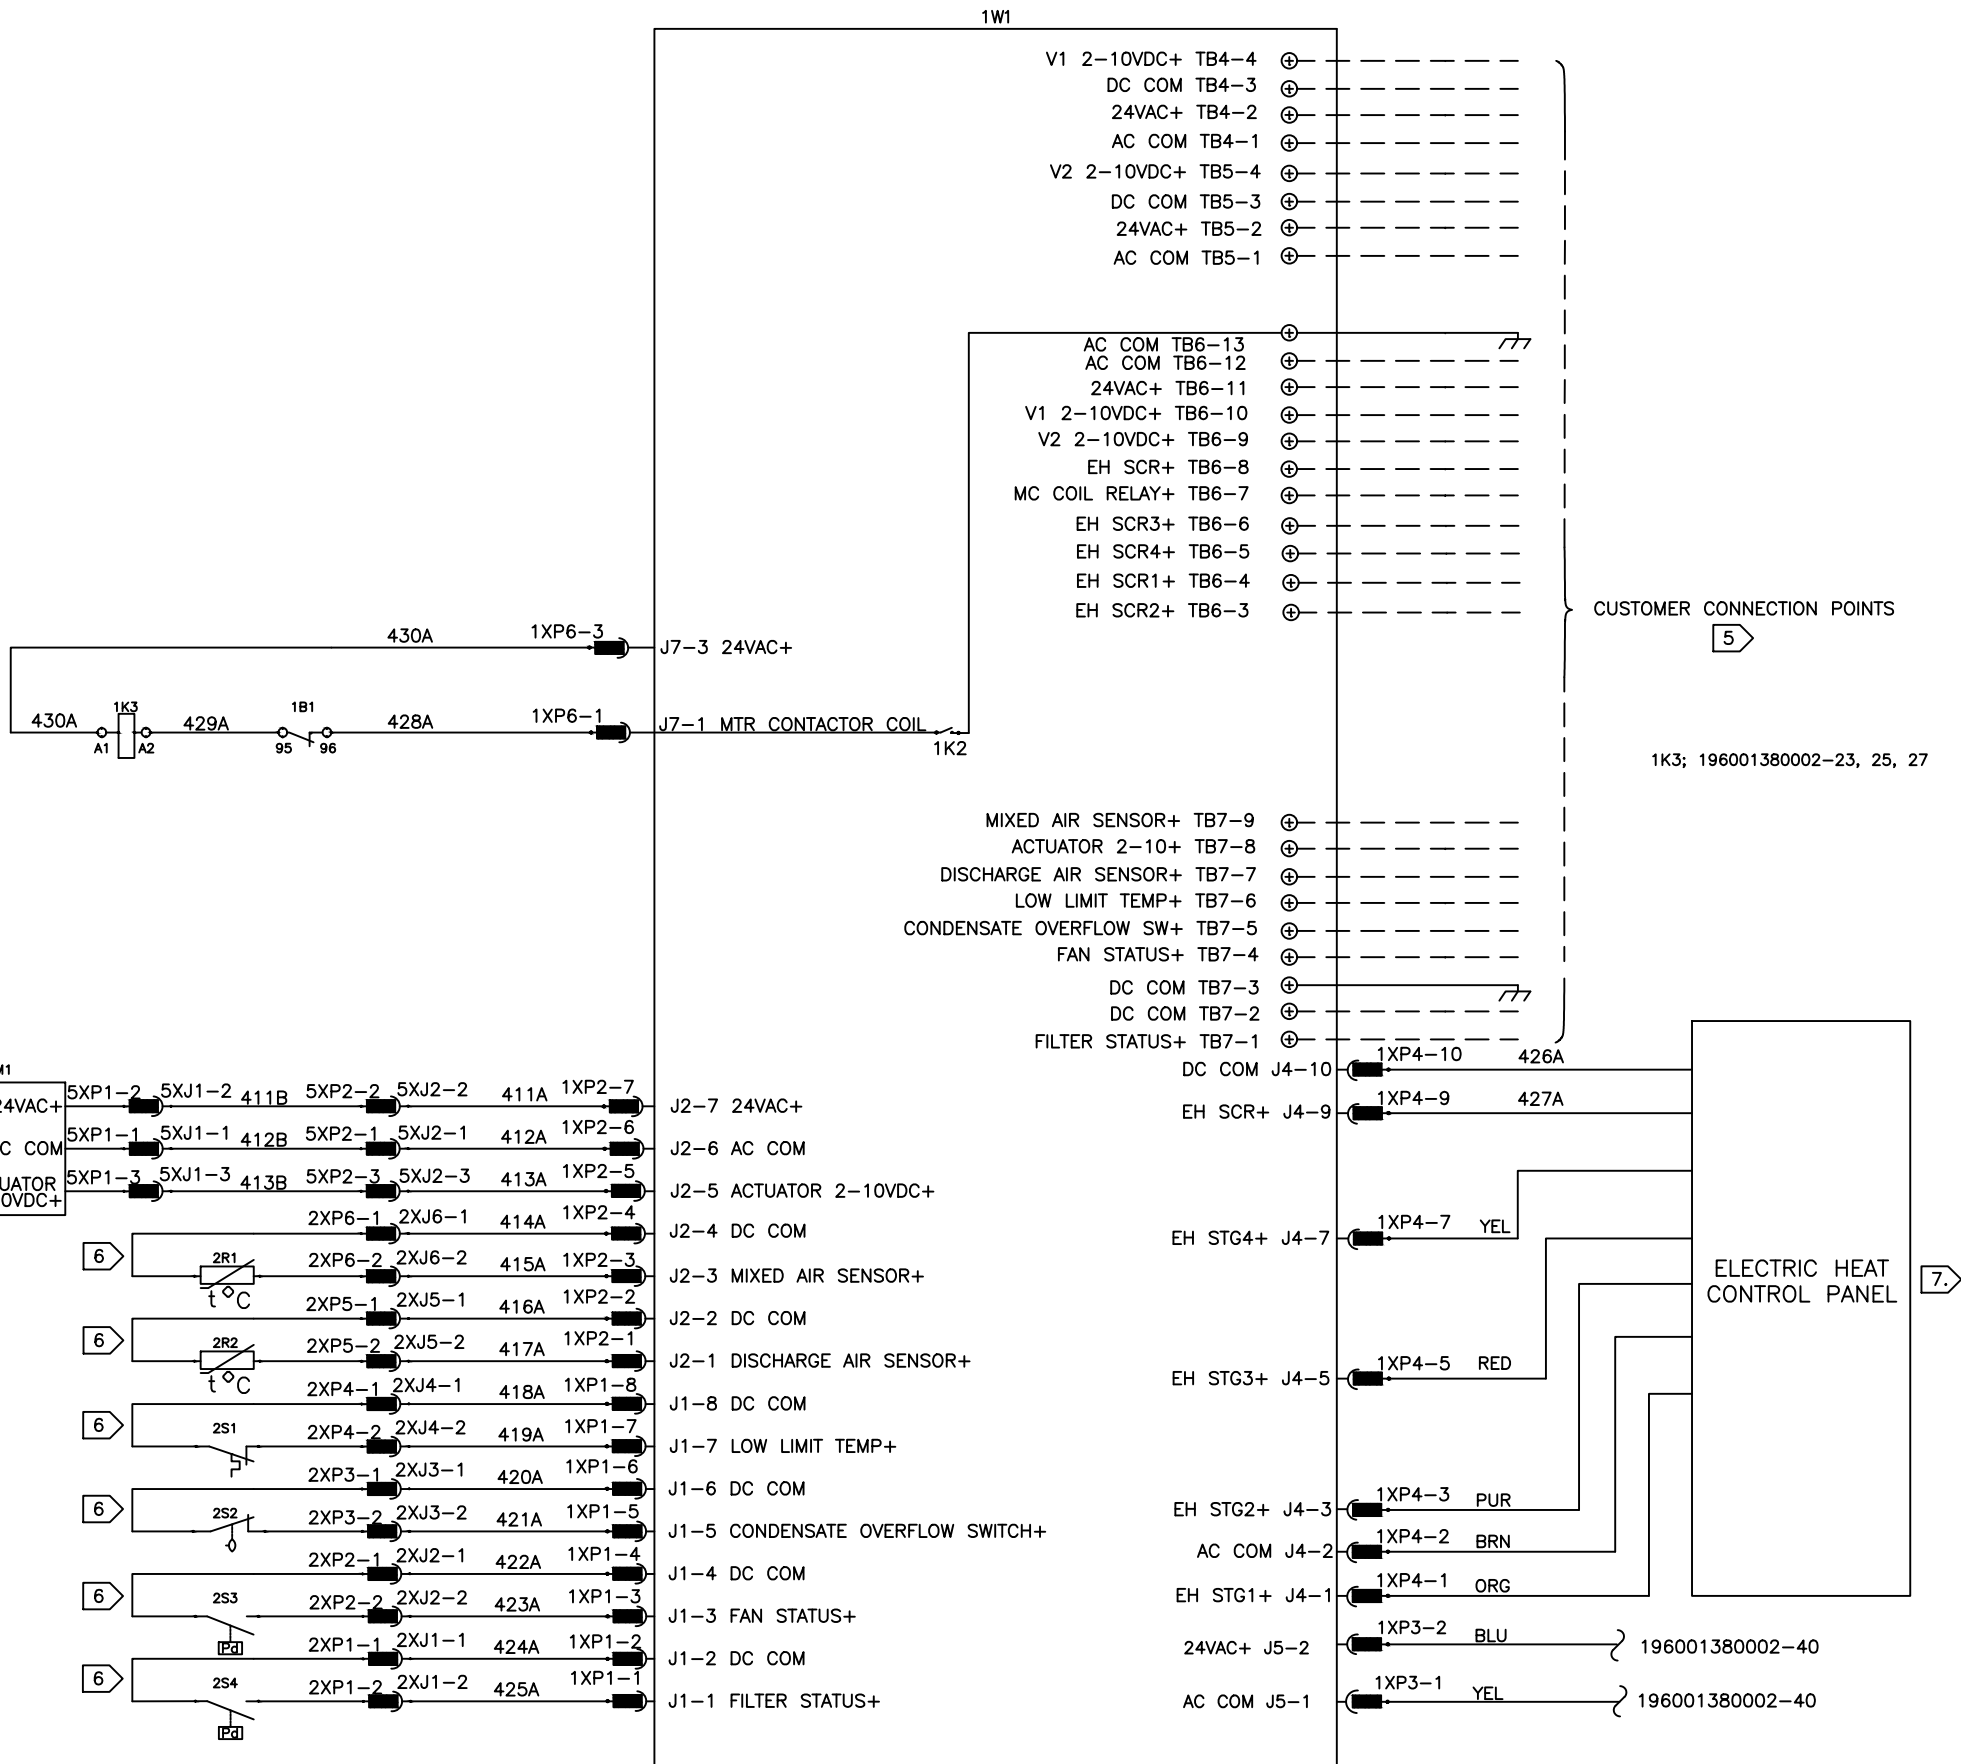 1W1
V1 2-10VDC+ TB4-4
DC COM TB4-3
24VAC+ TB4-2
AC COM TB4-1
V2 2-10VDC+ TB5-4
DC COM TB5-3
24VAC+ TB5-2
AC COM TB5-1
AC COM TB6-13
AC COM TB6-12
24VAC+ TB6-11
V1 2-10VDC+ TB6-10
V2 2-10VDC+ TB6-9
EH SCR+ TB6-8
MC COIL RELAY+ TB6-7
EH SCR3+ TB6-6
EH SCR4+ TB6-5
EH SCR1+ TB6-4
EH SCR2+ TB6-3
CUSTOMER CONNECTION POINTS
5
430A 1XP6-3 J7-3 24VAC+
430A 1K3 A1 A2 429A 1B1 95 96 428A 1XP6-1 J7-1 MTR CONTACTOR COIL 1K2
1K3; 196001380002-23, 25, 27
MIXED AIR SENSOR+ TB7-9
ACTUATOR 2-10+ TB7-8
DISCHARGE AIR SENSOR+ TB7-7
LOW LIMIT TEMP+ TB7-6
CONDENSATE OVERFLOW SW+ TB7-5
FAN STATUS+ TB7-4
DC COM TB7-3
DC COM TB7-2
FILTER STATUS+ TB7-1
M1
24VAC+ 5XP1-2 5XJ1-2 411B 5XP2-2 5XJ2-2 411A 1XP2-7 J2-7 24VAC+
C COM 5XP1-1 5XJ1-1 412B 5XP2-1 5XJ2-1 412A 1XP2-6 J2-6 AC COM
UATOR
0VDC+ 5XP1-3 5XJ1-3 413B 5XP2-3 5XJ2-3 413A 1XP2-5 J2-5 ACTUATOR 2-10VDC+
2XP6-1 2XJ6-1 414A 1XP2-4 J2-4 DC COM
6
2R1 t°C 2XP6-2 2XJ6-2 415A 1XP2-3 J2-3 MIXED AIR SENSOR+
2XP5-1 2XJ5-1 416A 1XP2-2 J2-2 DC COM
6
2R2 t°C 2XP5-2 2XJ5-2 417A 1XP2-1 J2-1 DISCHARGE AIR SENSOR+
2XP4-1 2XJ4-1 418A 1XP1-8 J1-8 DC COM
6
2S1 2XP4-2 2XJ4-2 419A 1XP1-7 J1-7 LOW LIMIT TEMP+
2XP3-1 2XJ3-1 420A 1XP1-6 J1-6 DC COM
6
2S2 2XP3-2 2XJ3-2 421A 1XP1-5 J1-5 CONDENSATE OVERFLOW SWITCH+
2XP2-1 2XJ2-1 422A 1XP1-4 J1-4 DC COM
6
2S3 Pd 2XP2-2 2XJ2-2 423A 1XP1-3 J1-3 FAN STATUS+
2XP1-1 2XJ1-1 424A 1XP1-2 J1-2 DC COM
6
2S4 Pd 2XP1-2 2XJ1-2 425A 1XP1-1 J1-1 FILTER STATUS+
DC COM J4-10 1XP4-10 426A
EH SCR+ J4-9 1XP4-9 427A
EH STG4+ J4-7 1XP4-7 YEL
ELECTRIC HEAT
CONTROL PANEL
7.
EH STG3+ J4-5 1XP4-5 RED
EH STG2+ J4-3 1XP4-3 PUR
AC COM J4-2 1XP4-2 BRN
EH STG1+ J4-1 1XP4-1 ORG
24VAC+ J5-2 1XP3-2 BLU 196001380002-40
AC COM J5-1 1XP3-1 YEL 196001380002-40